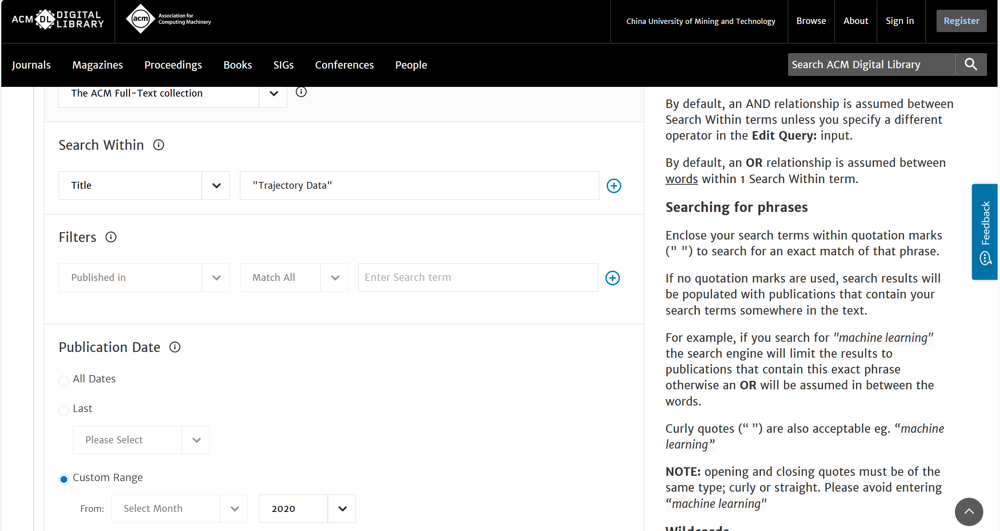 ACM DL DIGITAL LIBRARY
acm Association for Computing Machinery
China University of Mining and Technology
Browse
About
Sign in
Register
Journals
Magazines
Proceedings
Books
SIGs
Conferences
People
Search ACM Digital Library
The ACM Full-Text collection
Search Within
Title
"Trajectory Data"
Filters
Published in
Match All
Enter Search term
Publication Date
All Dates
Last
Please Select
Custom Range
From:
Select Month
2020
By default, an AND relationship is assumed between
Search Within terms unless you specify a different
operator in the Edit Query: input.
By default, an OR relationship is assumed between
words within 1 Search Within term.
Searching for phrases
Enclose your search terms within quotation marks
(" ") to search for an exact match of that phrase.
If no quotation marks are used, search results will
be populated with publications that contain your
search terms somewhere in the text.
For example, if you search for "machine learning"
the search engine will limit the results to
publications that contain this exact phrase
otherwise an OR will be assumed in between the
words.
Curly quotes (“ ”) are also acceptable eg. “machine
learning”
NOTE: opening and closing quotes must be of the
same type; curly or straight. Please avoid entering
“machine learning"
Wildcards
Feedback